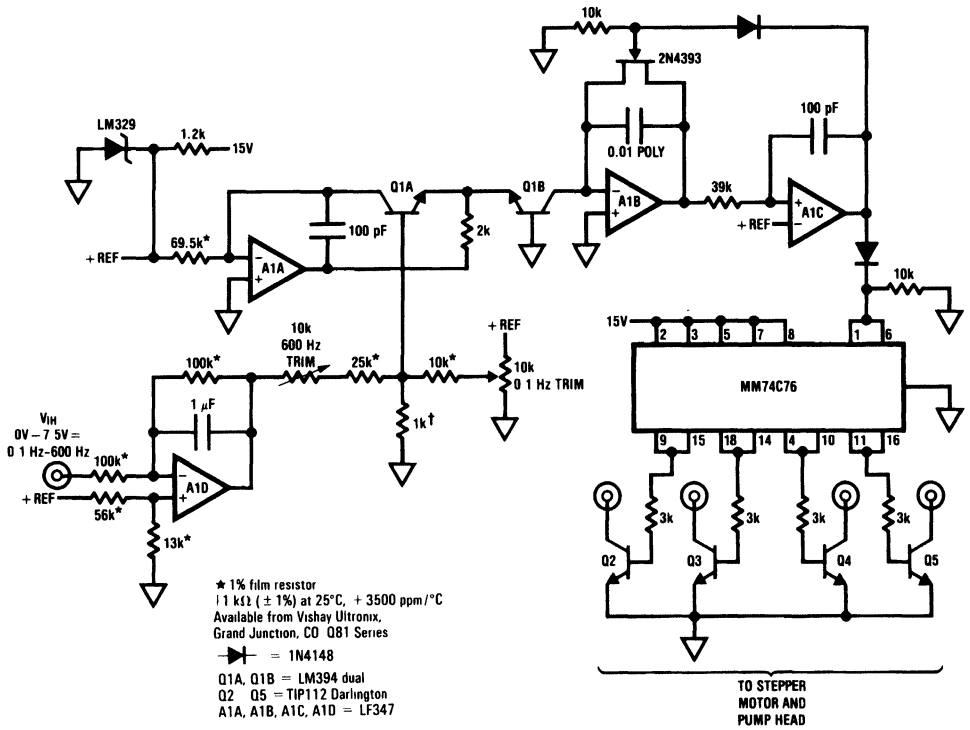 10k
2N4393
LM329
1.2k
15V
100 pF
0.01 POLY
Q1A
Q1B
−
A1B
+
39k
+
A1C
−
+ REF
100 pF
2k
+ REF
69.5k*
−
A1A
+
10k
10k
600 Hz
TRIM
+ REF
15V
2 3 5 7 8
1 6
100k*
25k*
10k*
10k
0 1 Hz TRIM
MM74C76
1 μF
1k†
VIH
0V – 7 5V =
0 1 Hz–600 Hz
9 15 18 14 4 10 11 16
100k*
−
A1D
+
+ REF
56k*
13k*
3k
3k
3k
3k
Q2
Q3
Q4
Q5
* 1% film resistor
†1 kΩ (± 1%) at 25°C, + 3500 ppm/°C
Available from Vishay Ultronix,
Grand Junction, CO Q81 Series
= 1N4148
Q1A, Q1B = LM394 dual
Q2 Q5 = TIP112 Darlington
A1A, A1B, A1C, A1D = LF347
TO STEPPER
MOTOR AND
PUMP HEAD